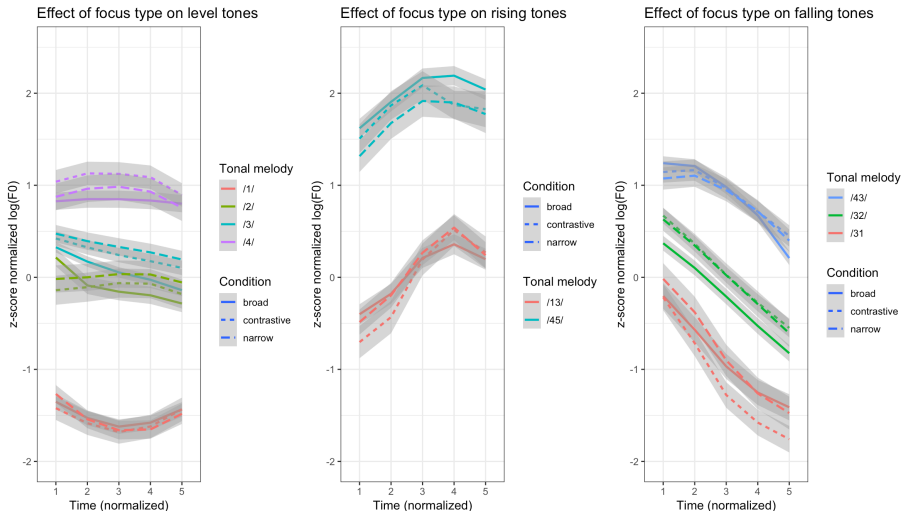 Effect of focus type on level tones
z-score normalized log(F0)
2
1
0
-1
-2
1 2 3 4 5
Time (normalized)
Tonal melody
/1/
/2/
/3/
/4/
Condition
broad
contrastive
narrow
Effect of focus type on rising tones
z-score normalized log(F0)
2
1
0
-1
-2
1 2 3 4 5
Time (normalized)
Condition
broad
contrastive
narrow
Tonal melody
/13/
/45/
Effect of focus type on falling tones
z-score normalized log(F0)
2
1
0
-1
-2
1 2 3 4 5
Time (normalized)
Tonal melody
/43/
/32/
/31
Condition
broad
contrastive
narrow